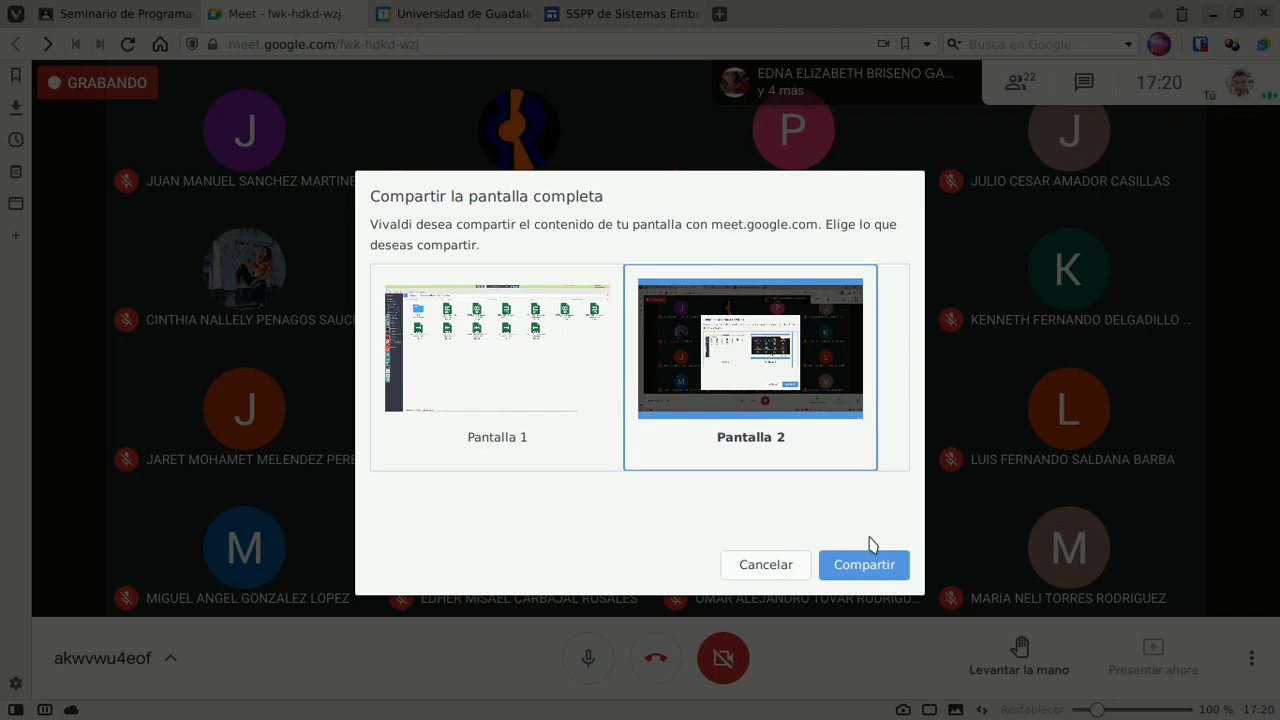 Seminario de Programa
Meet - fwk-hdkd-wzj
Universidad de Guadala
SSPP de Sistemas Embe
meet.google.com/fwk-hdkd-wzj
Busca en Google
GRABANDO
EDNA ELIZABETH BRISENO GA...
y 4 más
22
17:20
Tú
J
P
J
JUAN MANUEL SANCHEZ MARTINE
JULIO CESAR AMADOR CASILLAS
Compartir la pantalla completa
Vivaldi desea compartir el contenido de tu pantalla con meet.google.com. Elige lo que
deseas compartir.
K
CINTHIA NALLELY PENAGOS SAUC
KENNETH FERNANDO DELGADILLO ...
Pantalla 1
Pantalla 2
J
L
JARET MOHAMET MELENDEZ PERE
LUIS FERNANDO SALDANA BARBA
Cancelar
Compartir
M
M
MIGUEL ANGEL GONZALEZ LOPEZ
EDHER MISAEL CARBAJAL ROSALES
OMAR ALEJANDRO TOVAR RODRIGU...
MARIA NELI TORRES RODRIGUEZ
akwvwu4eof
Levantar la mano
Presentar ahora
Restablecer
100 %
17:20